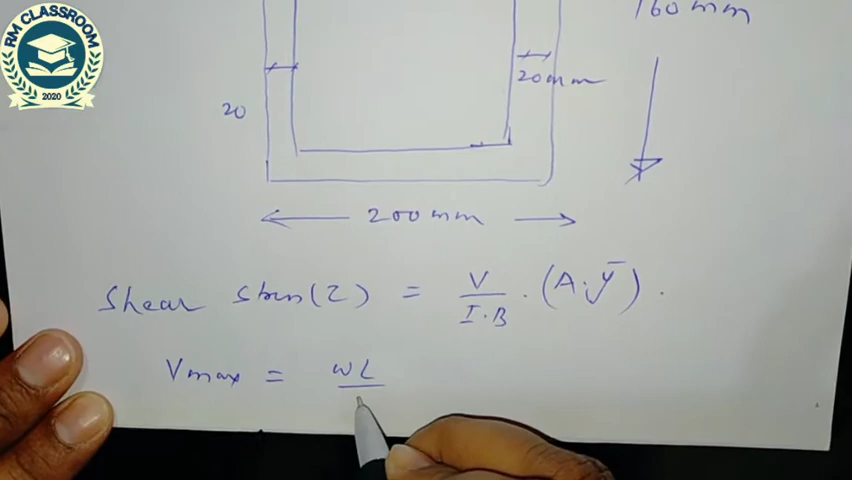 RM CLASSROOM
2020
160 mm
20 mm
20
200 mm
Shear stress (τ) = V / I.B . (A.ȳ) .
Vmax = WL